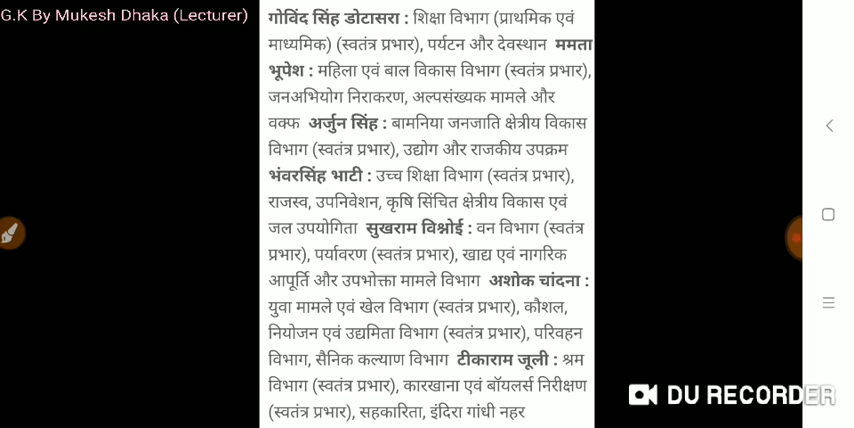 G.K By Mukesh Dhaka (Lecturer)
गोविंद सिंह डोटासरा : शिक्षा विभाग (प्राथमिक एवं
माध्यमिक) (स्वतंत्र प्रभार), पर्यटन और देवस्थान ममता
भूपेश : महिला एवं बाल विकास विभाग (स्वतंत्र प्रभार),
जनअभियोग निराकरण, अल्पसंख्यक मामले और
वक्फ अर्जुन सिंह : बामनिया जनजाति क्षेत्रीय विकास
विभाग (स्वतंत्र प्रभार), उद्योग और राजकीय उपक्रम
भंवरसिंह भाटी : उच्च शिक्षा विभाग (स्वतंत्र प्रभार),
राजस्व, उपनिवेशन, कृषि सिंचित क्षेत्रीय विकास एवं
जल उपयोगिता सुखराम विश्नोई : वन विभाग (स्वतंत्र
प्रभार), पर्यावरण (स्वतंत्र प्रभार), खाद्य एवं नागरिक
आपूर्ति और उपभोक्ता मामले विभाग अशोक चांदना :
युवा मामले एवं खेल विभाग (स्वतंत्र प्रभार), कौशल,
नियोजन एवं उद्यमिता विभाग (स्वतंत्र प्रभार), परिवहन
विभाग, सैनिक कल्याण विभाग टीकाराम जूली : श्रम
विभाग (स्वतंत्र प्रभार), कारखाना एवं बॉयलर्स निरीक्षण
(स्वतंत्र प्रभार), सहकारिता, इंदिरा गांधी नहर
DU RECORDER